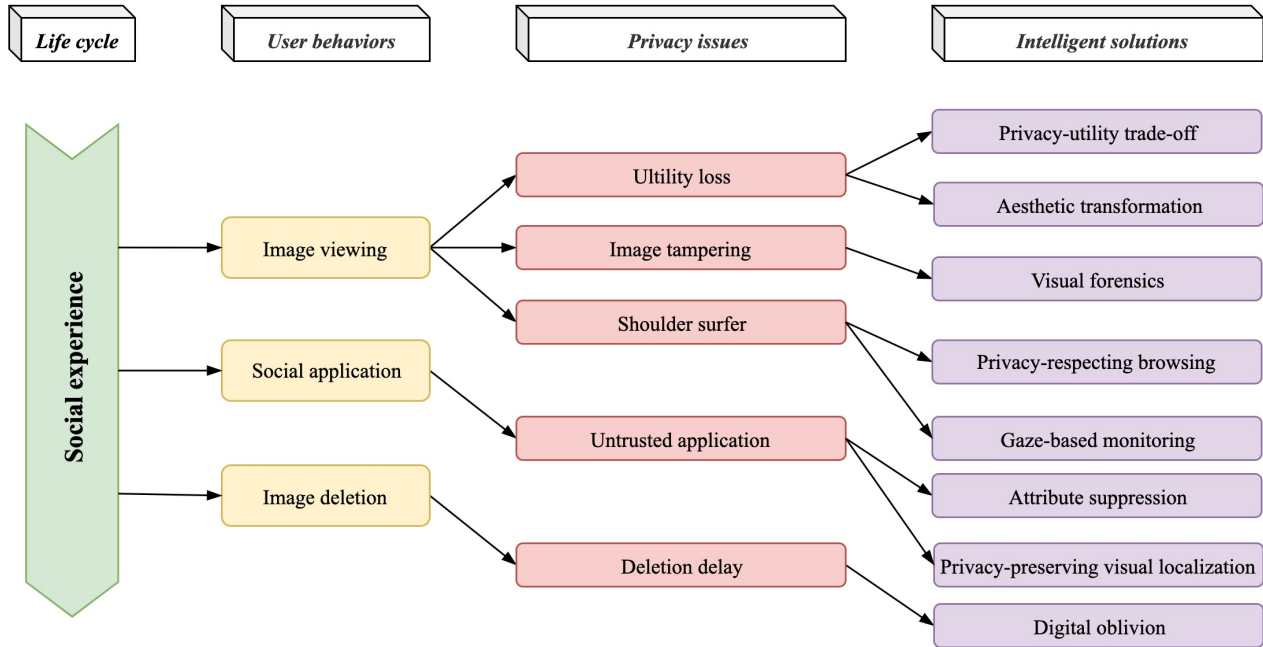 Life cycle
User behaviors
Privacy issues
Intelligent solutions
Social experience
Image viewing
Social application
Image deletion
Ultility loss
Image tampering
Shoulder surfer
Untrusted application
Deletion delay
Privacy-utility trade-off
Aesthetic transformation
Visual forensics
Privacy-respecting browsing
Gaze-based monitoring
Attribute suppression
Privacy-preserving visual localization
Digital oblivion